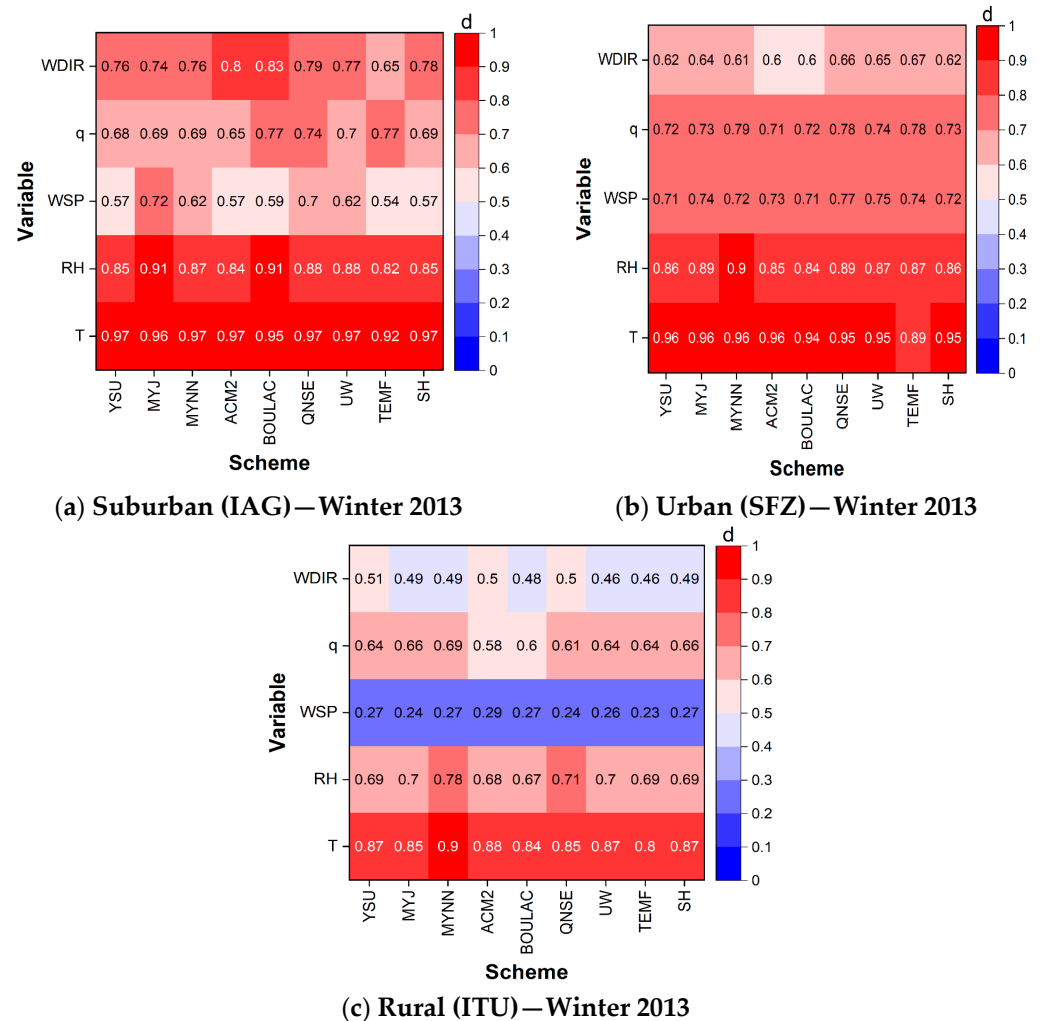 d
WDIR 0.76 0.74 0.76 0.8 0.83 0.79 0.77 0.65 0.78
q 0.68 0.69 0.69 0.65 0.77 0.74 0.7 0.77 0.69
WSP 0.57 0.72 0.62 0.57 0.59 0.7 0.62 0.54 0.57
RH 0.85 0.91 0.87 0.84 0.91 0.88 0.88 0.82 0.85
T 0.97 0.96 0.97 0.97 0.95 0.97 0.97 0.92 0.97
Variable
YSU MYJ MYNN ACM2 BOULAC QNSE UW TEMF SH
Scheme
1
0.9
0.8
0.7
0.6
0.5
0.4
0.3
0.2
0.1
0
(a) Suburban (IAG)—Winter 2013
d
WDIR 0.62 0.64 0.61 0.6 0.6 0.66 0.65 0.67 0.62
q 0.72 0.73 0.79 0.71 0.72 0.78 0.74 0.78 0.73
WSP 0.71 0.74 0.72 0.73 0.71 0.77 0.75 0.74 0.72
RH 0.86 0.89 0.9 0.85 0.84 0.89 0.87 0.87 0.86
T 0.96 0.96 0.96 0.96 0.94 0.95 0.95 0.89 0.95
Variable
YSU MYJ MYNN ACM2 BOULAC QNSE UW TEMF SH
Scheme
1
0.9
0.8
0.7
0.6
0.5
0.4
0.3
0.2
0.1
0
(b) Urban (SFZ)—Winter 2013
d
WDIR 0.51 0.49 0.49 0.5 0.48 0.5 0.46 0.46 0.49
q 0.64 0.66 0.69 0.58 0.6 0.61 0.64 0.64 0.66
WSP 0.27 0.24 0.27 0.29 0.27 0.24 0.26 0.23 0.27
RH 0.69 0.7 0.78 0.68 0.67 0.71 0.7 0.69 0.69
T 0.87 0.85 0.9 0.88 0.84 0.85 0.87 0.8 0.87
Variable
YSU MYJ MYNN ACM2 BOULAC QNSE UW TEMF SH
Scheme
1
0.9
0.8
0.7
0.6
0.5
0.4
0.3
0.2
0.1
0
(c) Rural (ITU)—Winter 2013